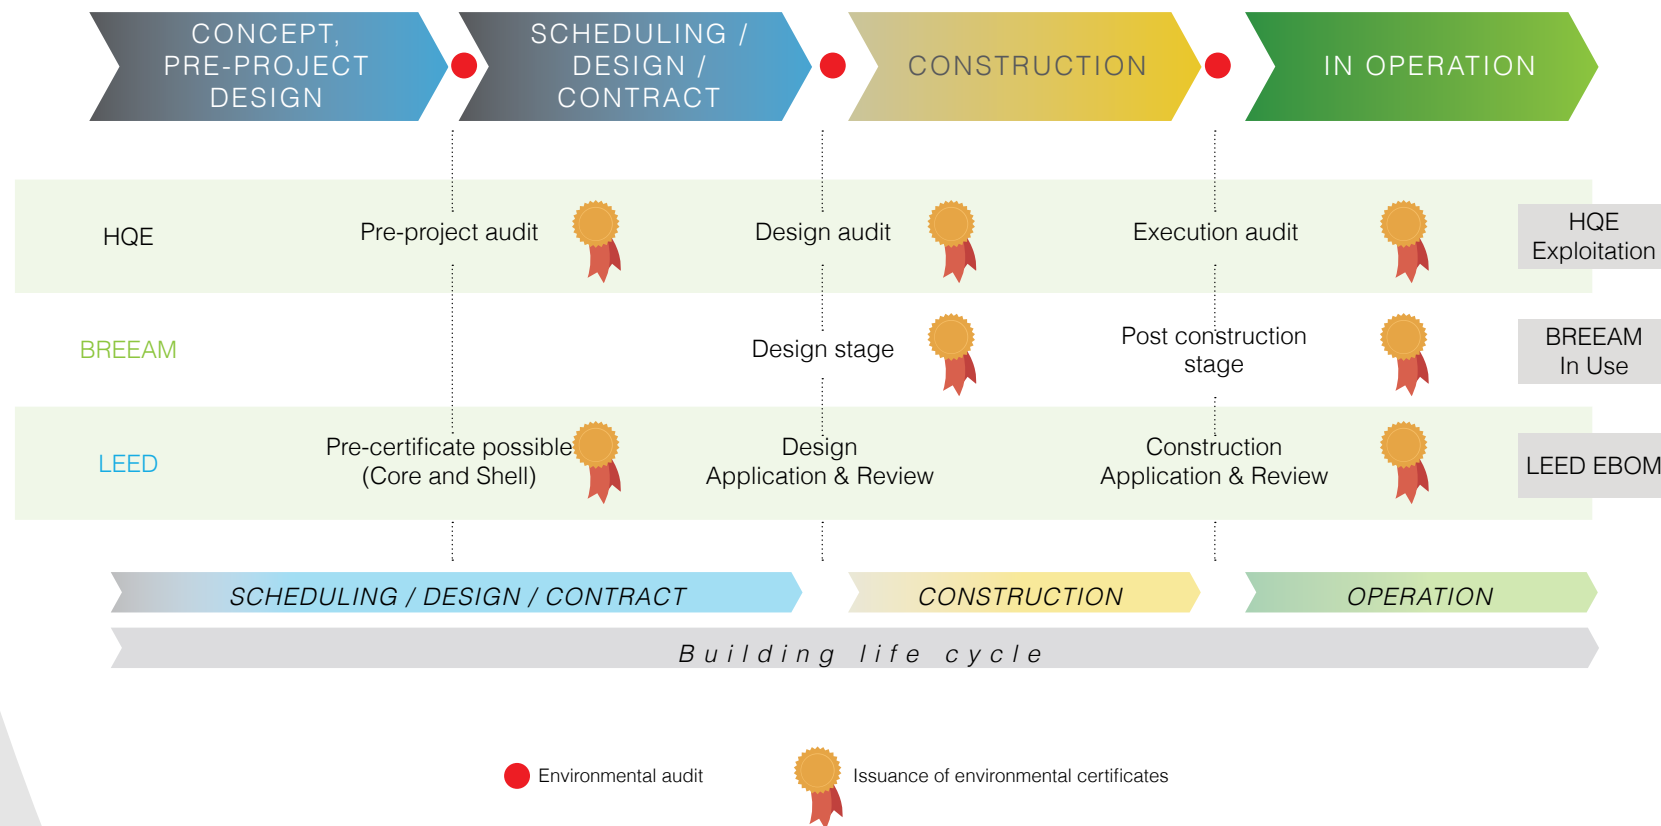 CONCEPT,
PRE-PROJECT
DESIGN
SCHEDULING /
DESIGN /
CONTRACT
CONSTRUCTION
IN OPERATION
HQE
Pre-project audit
Design audit
Execution audit
HQE
Exploitation
BREEAM
Design stage
Post construction
stage
BREEAM
In Use
LEED
Pre-certificate possible
(Core and Shell)
Design
Application & Review
Construction
Application & Review
LEED EBOM
SCHEDULING / DESIGN / CONTRACT
CONSTRUCTION
OPERATION
Building life cycle
Environmental audit
Issuance of environmental certificates